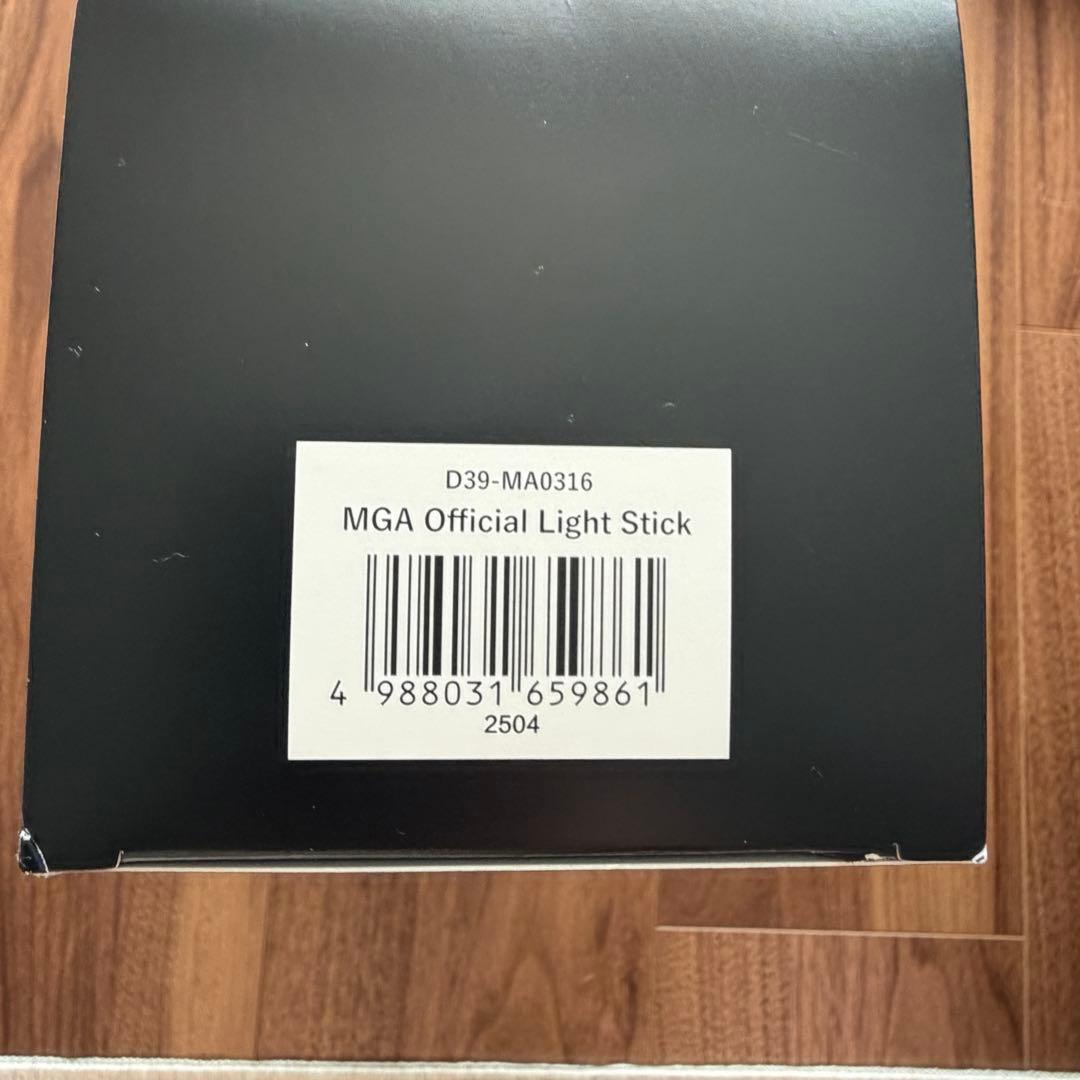 D39-MA0316
MGA Official Light Stick
4 988031 659861
2504